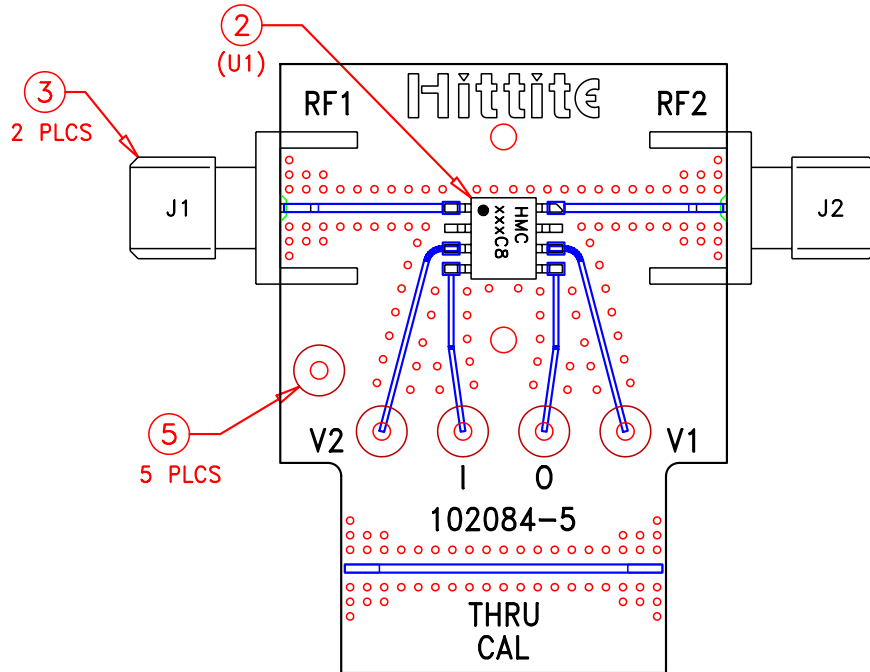 2
(U1)
3
2 PLCS
Hittite
RF1
RF2
J1
J2
HMC
xxxC8
5
5 PLCS
V2
V1
I
O
102084-5
THRU
CAL